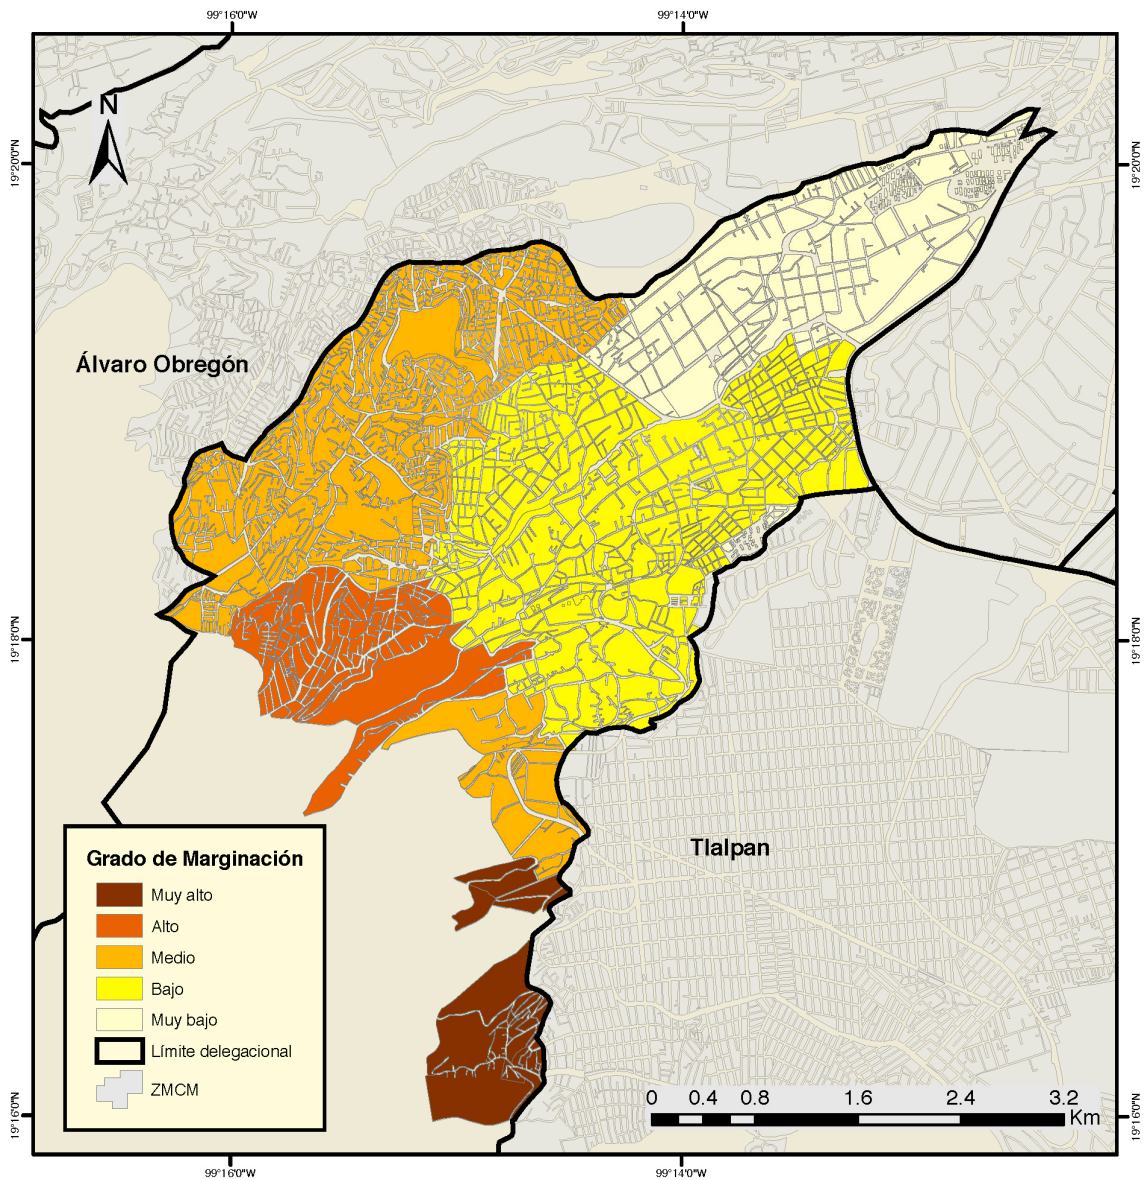 99°16'0"W
99°14'0"W
N
19°20'0"N
19°20'0"N
Álvaro Obregón
19°18'0"N
19°18'0"N
Tlalpan
Grado de Marginación
Muy alto
Alto
Medio
Bajo
Muy bajo
Límite delegacional
ZMCM
0 0.4 0.8 1.6 2.4 3.2
Km
19°16'0"N
19°16'0"N
99°16'0"W
99°14'0"W